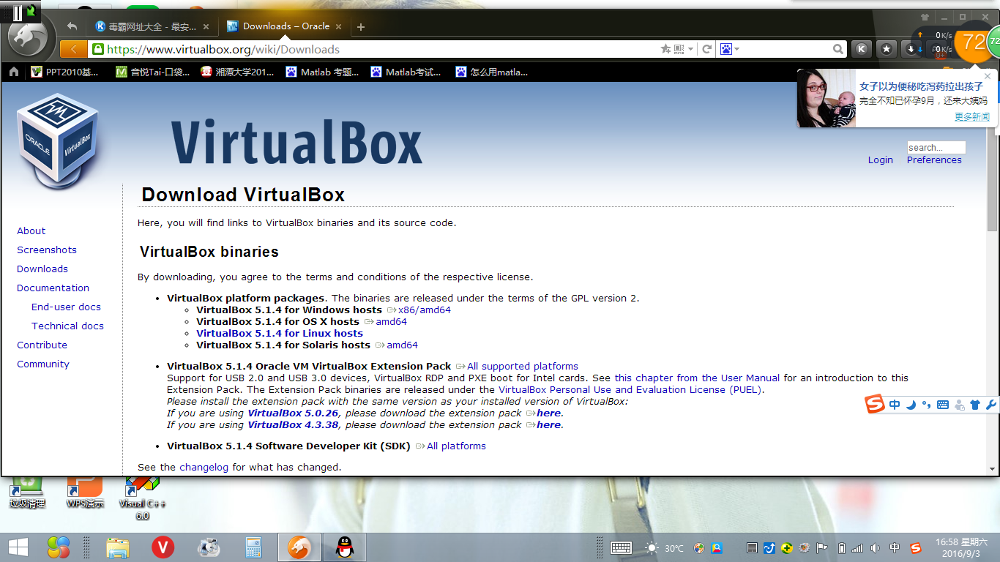 毒霸网址大全 - 最安...
Downloads – Oracle
https://www.virtualbox.org/wiki/Downloads
K
0K/s
0K/s
72
72
PPT2010基...
音悦Tai-口袋...
湘潭大学201...
Matlab 考题...
Matlab考试...
怎么用matla...
女子以为便秘吃泻药拉出孩子
完全不知已怀孕9月，还来大姨妈
更多新闻
ORACLE
VirtualBox
VirtualBox
search...
Login
Preferences
Download VirtualBox
Here, you will find links to VirtualBox binaries and its source code.
About
Screenshots
Downloads
Documentation
End-user docs
Technical docs
Contribute
Community
VirtualBox binaries
By downloading, you agree to the terms and conditions of the respective license.
VirtualBox platform packages. The binaries are released under the terms of the GPL version 2.
VirtualBox 5.1.4 for Windows hosts x86/amd64
VirtualBox 5.1.4 for OS X hosts amd64
VirtualBox 5.1.4 for Linux hosts
VirtualBox 5.1.4 for Solaris hosts amd64
VirtualBox 5.1.4 Oracle VM VirtualBox Extension Pack All supported platforms
Support for USB 2.0 and USB 3.0 devices, VirtualBox RDP and PXE boot for Intel cards. See this chapter from the User Manual for an introduction to this
Extension Pack. The Extension Pack binaries are released under the VirtualBox Personal Use and Evaluation License (PUEL).
Please install the extension pack with the same version as your installed version of VirtualBox:
If you are using VirtualBox 5.0.26, please download the extension pack here.
If you are using VirtualBox 4.3.38, please download the extension pack here.
VirtualBox 5.1.4 Software Developer Kit (SDK) All platforms
See the changelog for what has changed.
S 中
垃圾清理
WPS演示
Visual C++
6.0
30℃
中
S
16:58 星期六
2016/9/3